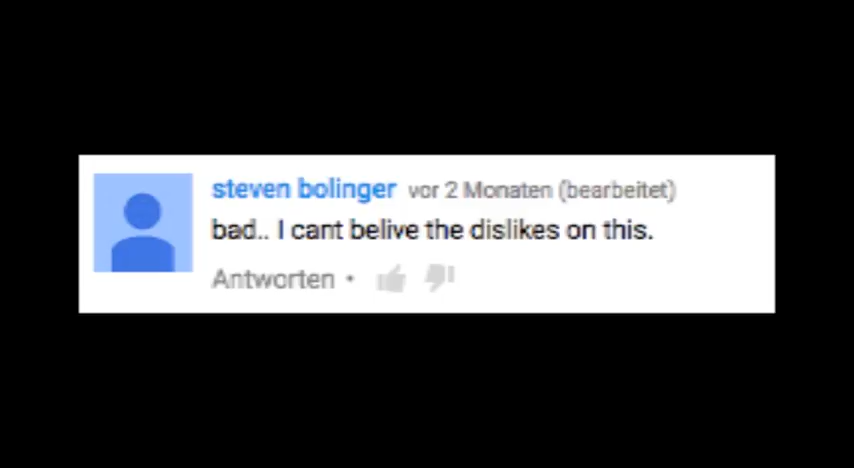 steven bolinger vor 2 Monaten (bearbeitet)
bad.. I cant belive the dislikes on this.
Antworten •